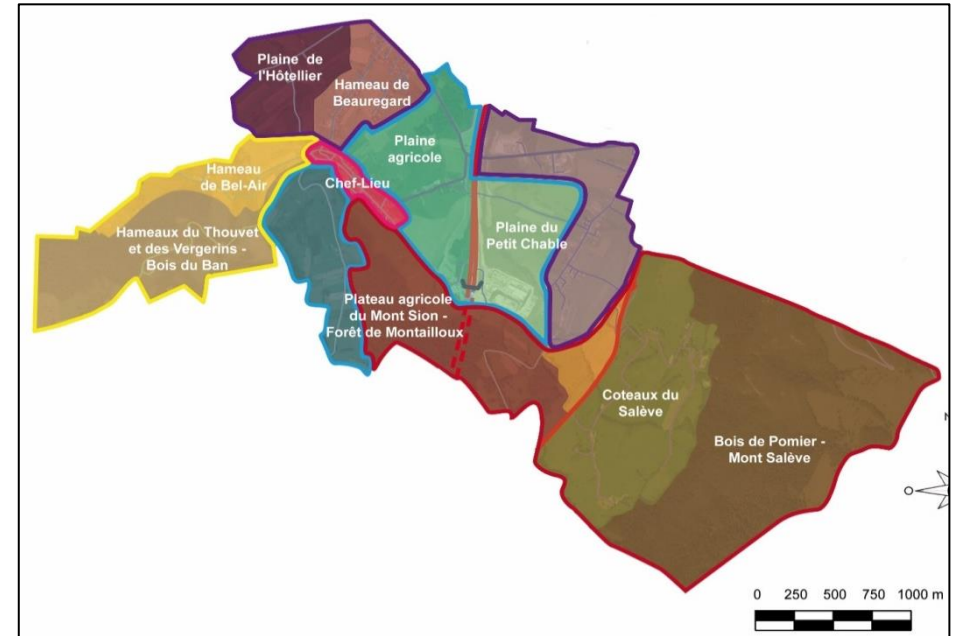 Plaine de
l'Hôtellier
Hameau de
Beauregard
Plaine
agricole
Hameau
de Bel-Air
Chef-Lieu
Hameaux du Thouvet
et des Vergerins -
Bois du Ban
Plaine du
Petit Chable
Plateau agricole
du Mont Sion -
Forêt de Montailloux
Coteaux du
Salève
Bois de Pomier -
Mont Salève
0 250 500 750 1000 m